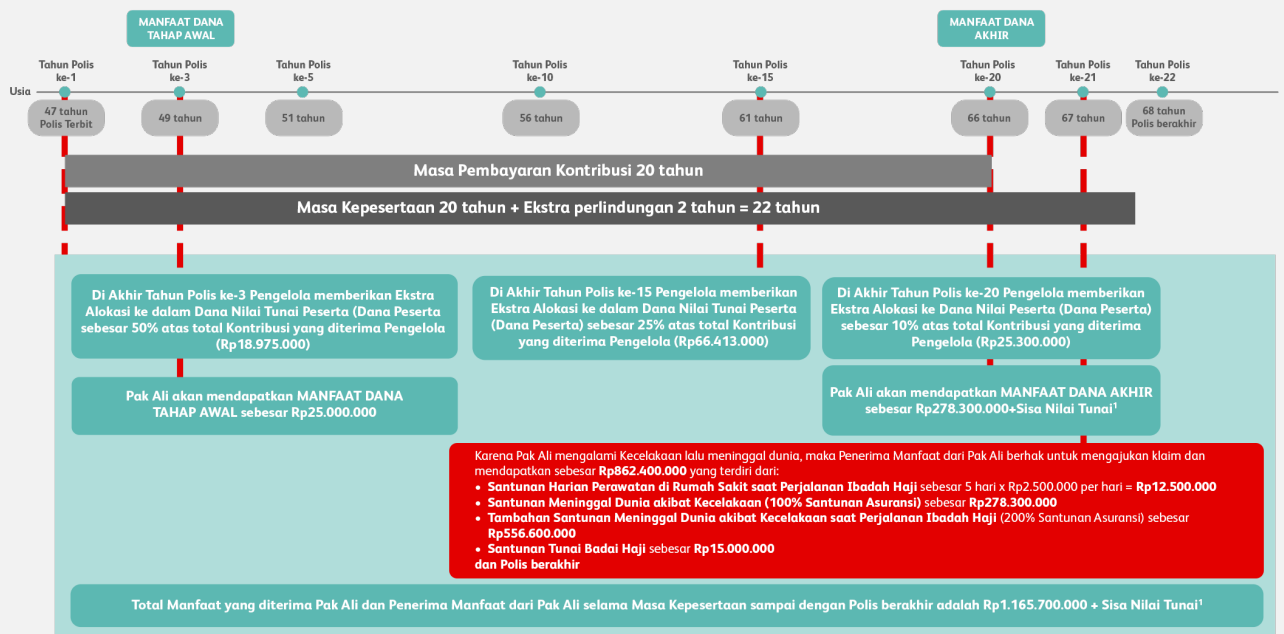 MANFAAT DANA
TAHAP AWAL
MANFAAT DANA
AKHIR
Tahun Polis
ke-1
Tahun Polis
ke-3
Tahun Polis
ke-5
Tahun Polis
ke-10
Tahun Polis
ke-15
Tahun Polis
ke-20
Tahun Polis
ke-21
Tahun Polis
ke-22
Usia
47 tahun
Polis Terbit
49 tahun
51 tahun
56 tahun
61 tahun
66 tahun
67 tahun
68 tahun
Polis berakhir
Masa Pembayaran Kontribusi 20 tahun
Masa Kepesertaan 20 tahun + Ekstra perlindungan 2 tahun = 22 tahun
Di Akhir Tahun Polis ke-3 Pengelola memberikan Ekstra
Alokasi ke dalam Dana Nilai Tunai Peserta (Dana Peserta
sebesar 50% atas total Kontribusi yang diterima Pengelola
(Rp18.975.000)
Di Akhir Tahun Polis ke-15 Pengelola memberikan
Ekstra Alokasi ke dalam Dana Nilai Tunai Peserta
(Dana Peserta) sebesar 25% atas total Kontribusi
yang diterima Pengelola (Rp66.413.000)
Di Akhir Tahun Polis ke-20 Pengelola memberikan
Ekstra Alokasi ke Dana Nilai Peserta (Dana Peserta)
sebesar 10% atas total Kontribusi yang diterima
Pengelola (Rp25.300.000)
Pak Ali akan mendapatkan MANFAAT DANA
TAHAP AWAL sebesar Rp25.000.000
Pak Ali akan mendapatkan MANFAAT DANA AKHIR
sebesar Rp278.300.000+Sisa Nilai Tunai¹
Karena Pak Ali mengalami Kecelakaan lalu meninggal dunia, maka Penerima Manfaat dari Pak Ali berhak untuk mengajukan klaim dan
mendapatkan sebesar Rp862.400.000 yang terdiri dari:
• Santunan Harian Perawatan di Rumah Sakit saat Perjalanan Ibadah Haji sebesar 5 hari x Rp2.500.000 per hari = Rp12.500.000
• Santunan Meninggal Dunia akibat Kecelakaan (100% Santunan Asuransi) sebesar Rp278.300.000
• Tambahan Santunan Meninggal Dunia akibat Kecelakaan saat Perjalanan Ibadah Haji (200% Santunan Asuransi) sebesar
Rp556.600.000
• Santunan Tunai Badai Haji sebesar Rp15.000.000
dan Polis berakhir
Total Manfaat yang diterima Pak Ali dan Penerima Manfaat dari Pak Ali selama Masa Kepesertaan sampai dengan Polis berakhir adalah Rp1.165.700.000 + Sisa Nilai Tunai¹